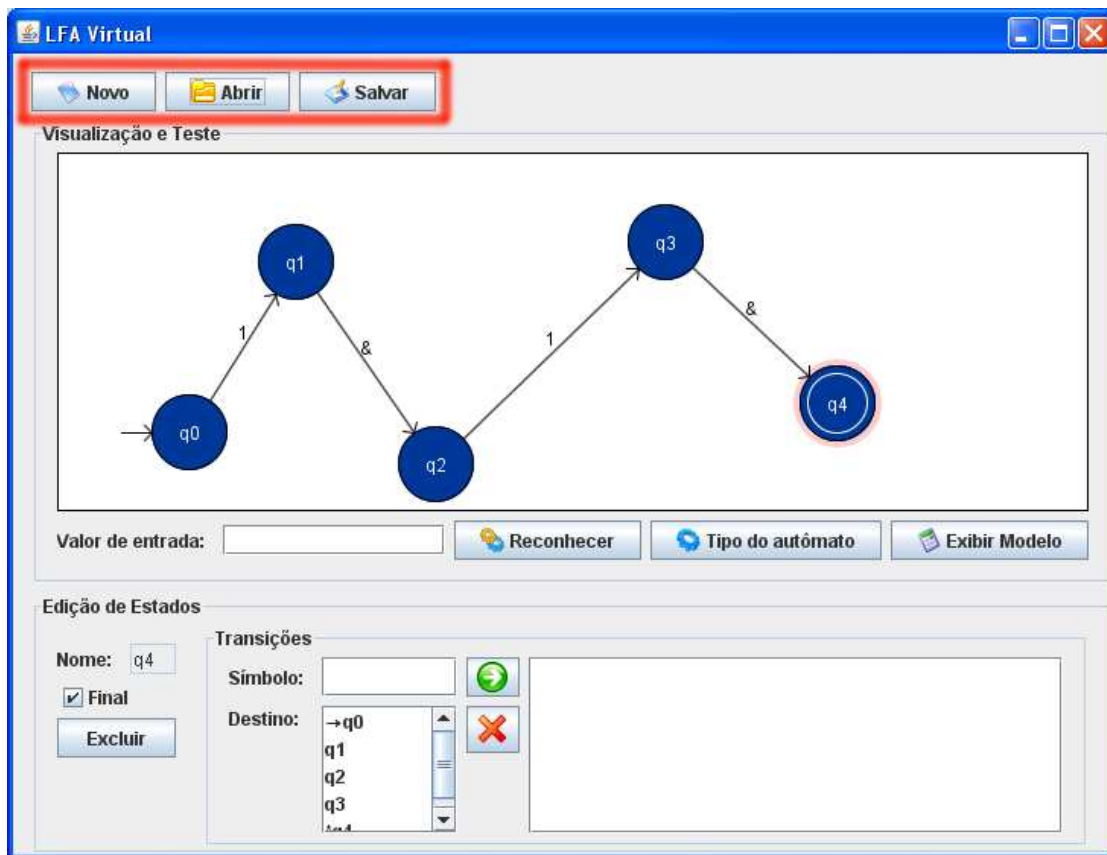 LFA Virtual
Novo Abrir Salvar
Visualização e Teste
q3
q1
&
1
1
&
q4
q0
q2
Valor de entrada: Reconhecer Tipo do autômato Exibir Modelo
Edição de Estados
Transições
Nome: q4
Símbolo:
Final
Destino:
Excluir
→q0
q1
q2
q3
*q4